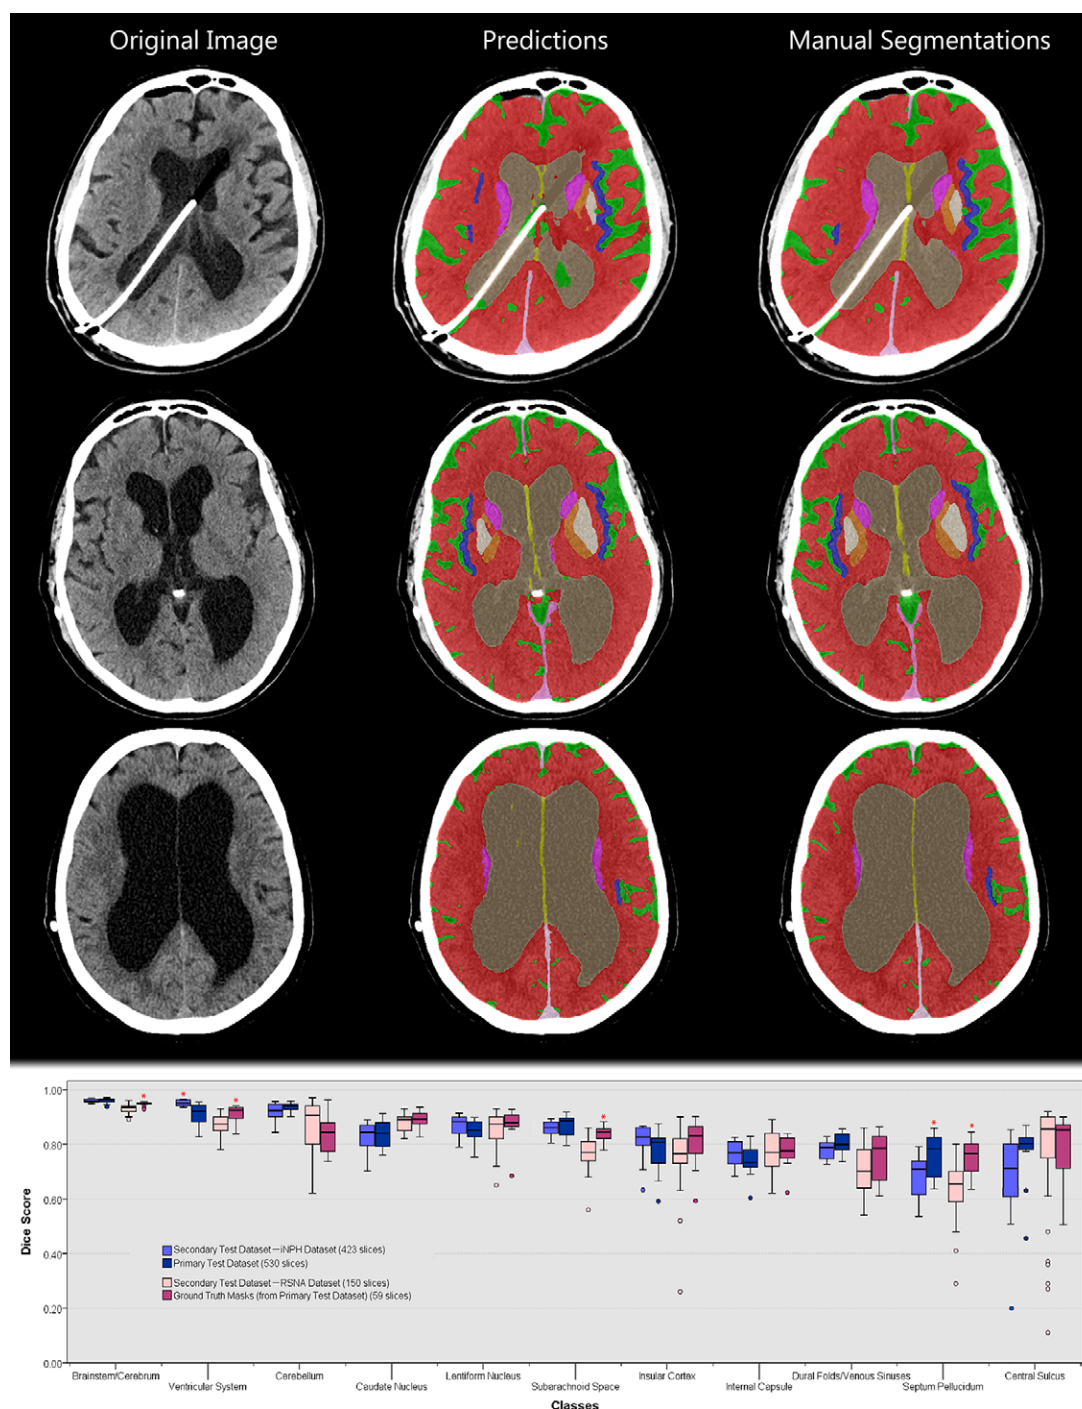 Original Image
Predictions
Manual Segmentations
1.00
0.80
0.60
0.40
0.20
0.00
Dice Score
Secondary Test Dataset—iNPH Dataset (423 slices)
Primary Test Dataset (530 slices)
Secondary Test Dataset—RSNA Dataset (150 slices)
Ground Truth Masks (from Primary Test Dataset) (59 slices)
* * * * * *
Brainstem/Cerebrum
Ventricular System
Cerebellum
Caudate Nucleus
Lentiform Nucleus
Subarachnoid Space
Insular Cortex
Internal Capsule
Dural Folds/Venous Sinuses
Septum Pellucidum
Central Sulcus
Classes